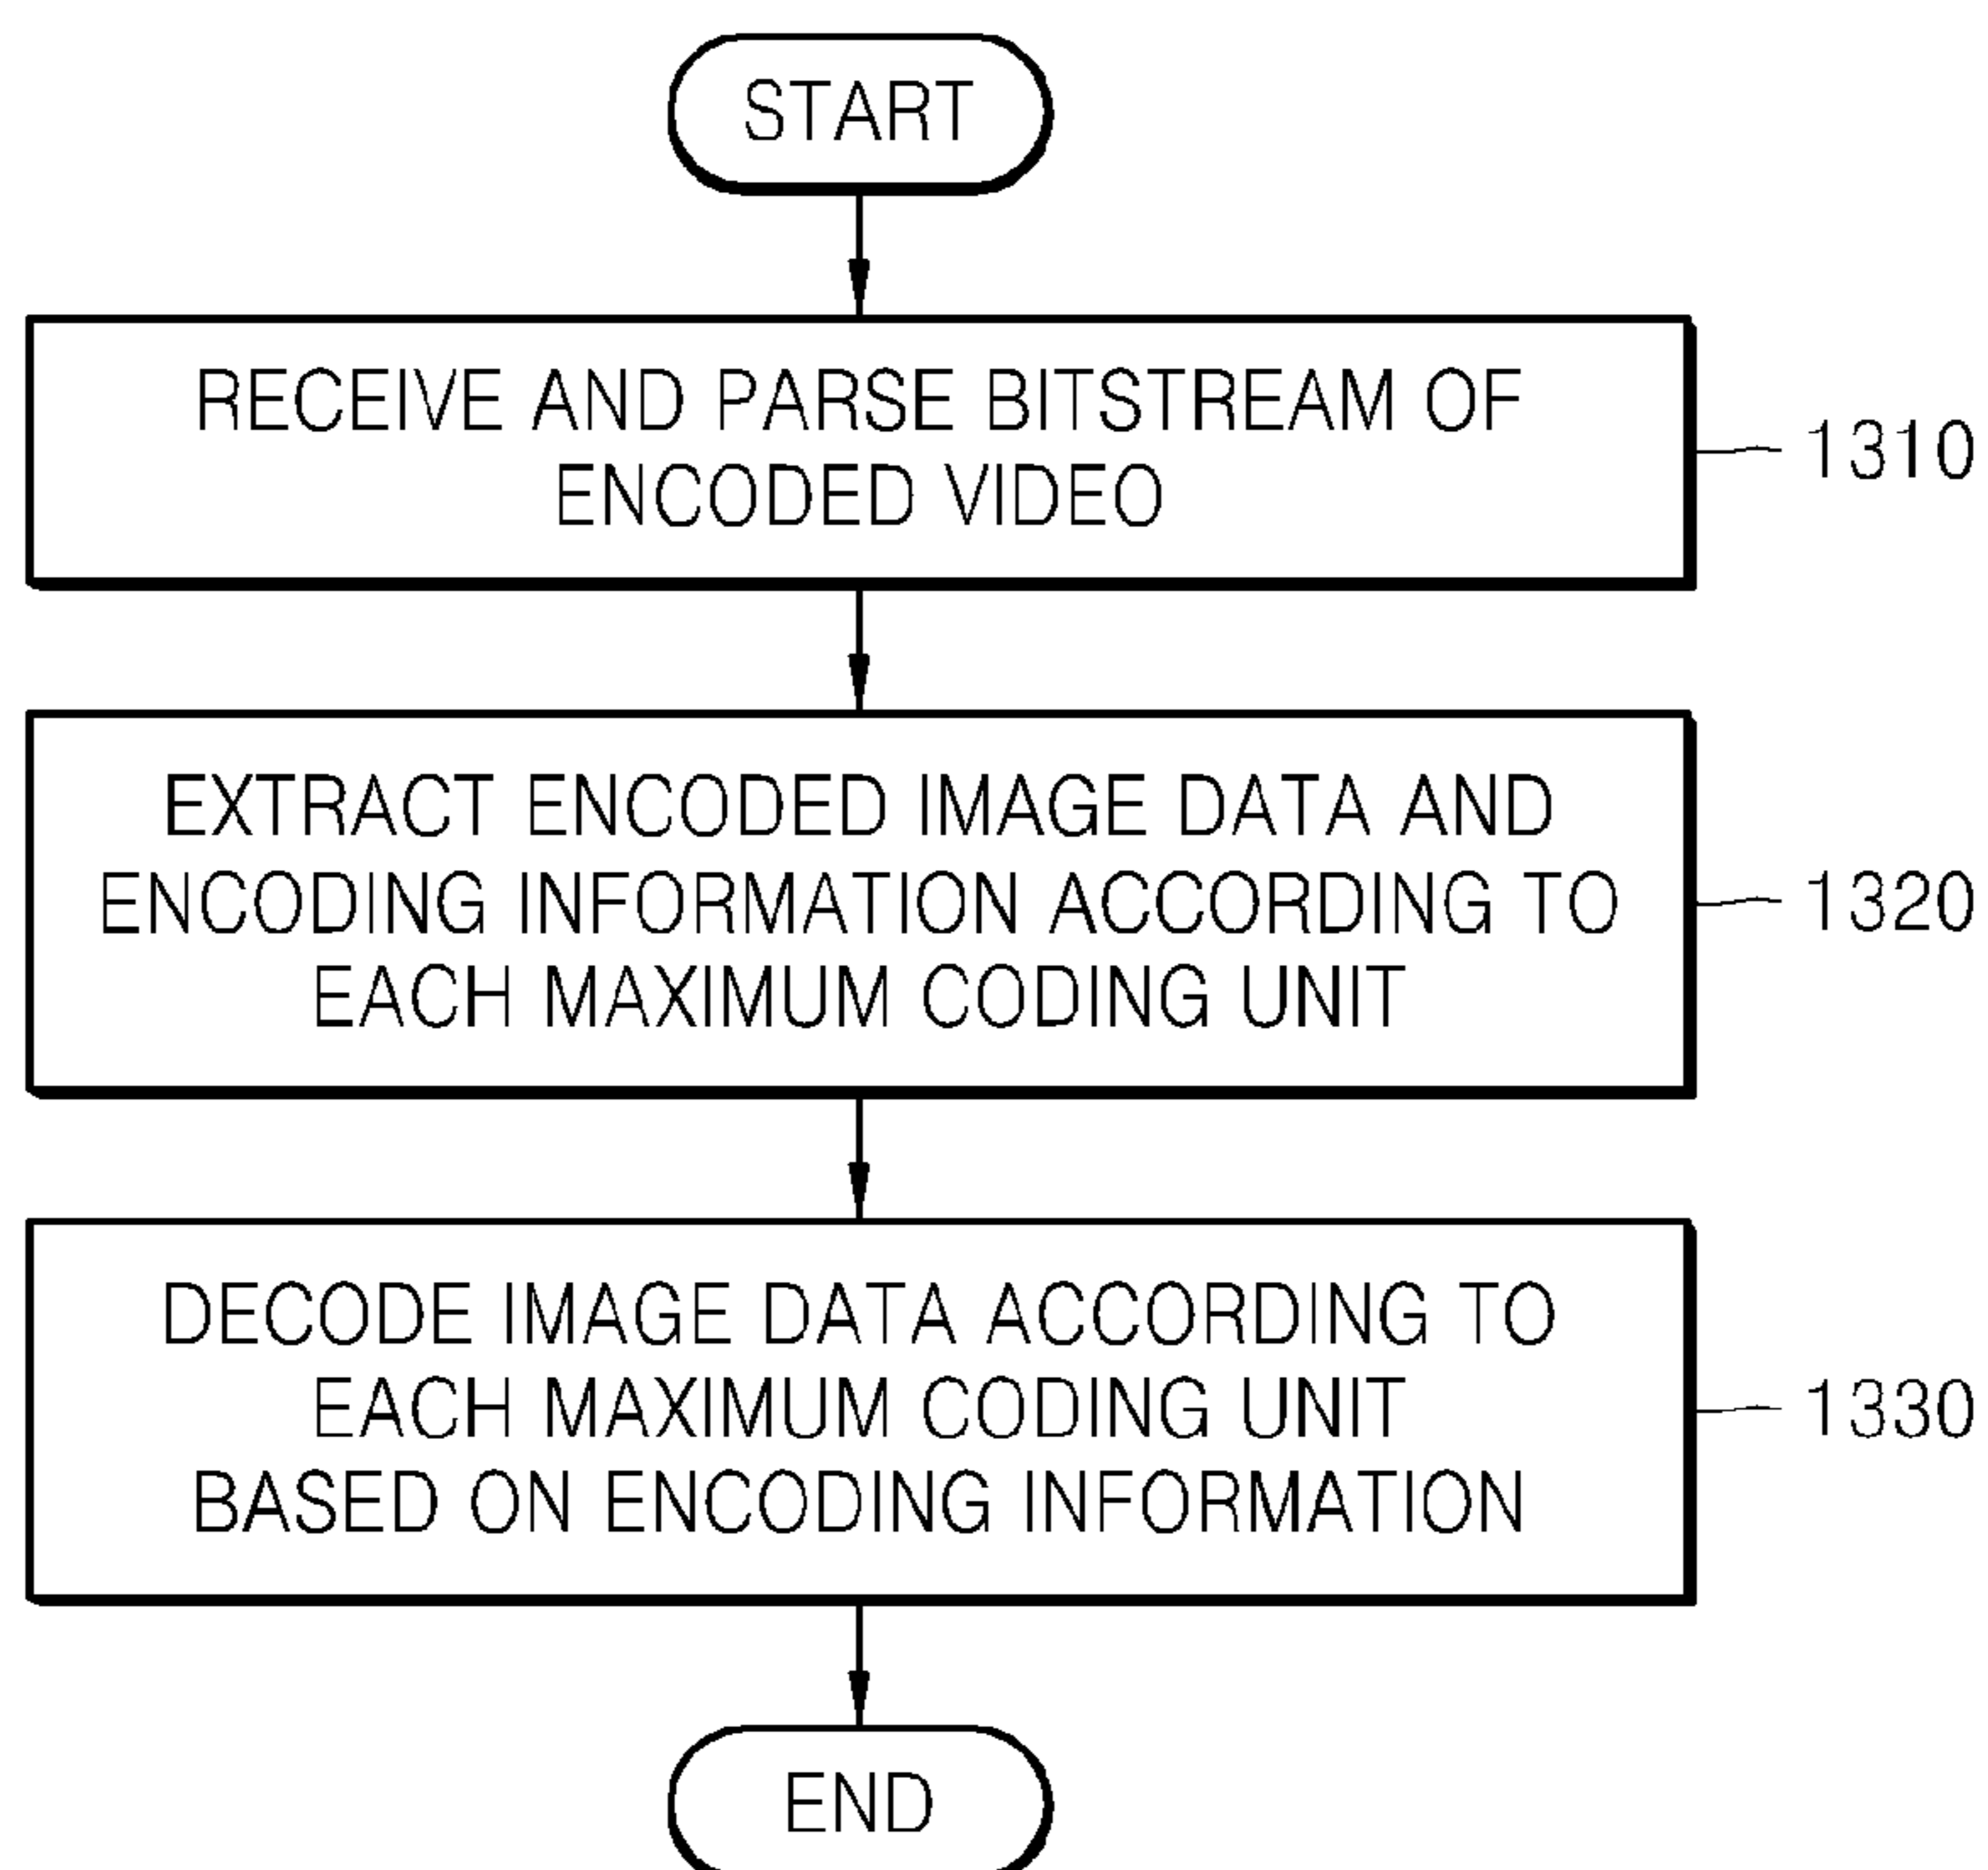 START
RECEIVE AND PARSE BITSTREAM OF
ENCODED VIDEO
1310
EXTRACT ENCODED IMAGE DATA AND
ENCODING INFORMATION ACCORDING TO
EACH MAXIMUM CODING UNIT
1320
DECODE IMAGE DATA ACCORDING TO
EACH MAXIMUM CODING UNIT
BASED ON ENCODING INFORMATION
1330
END